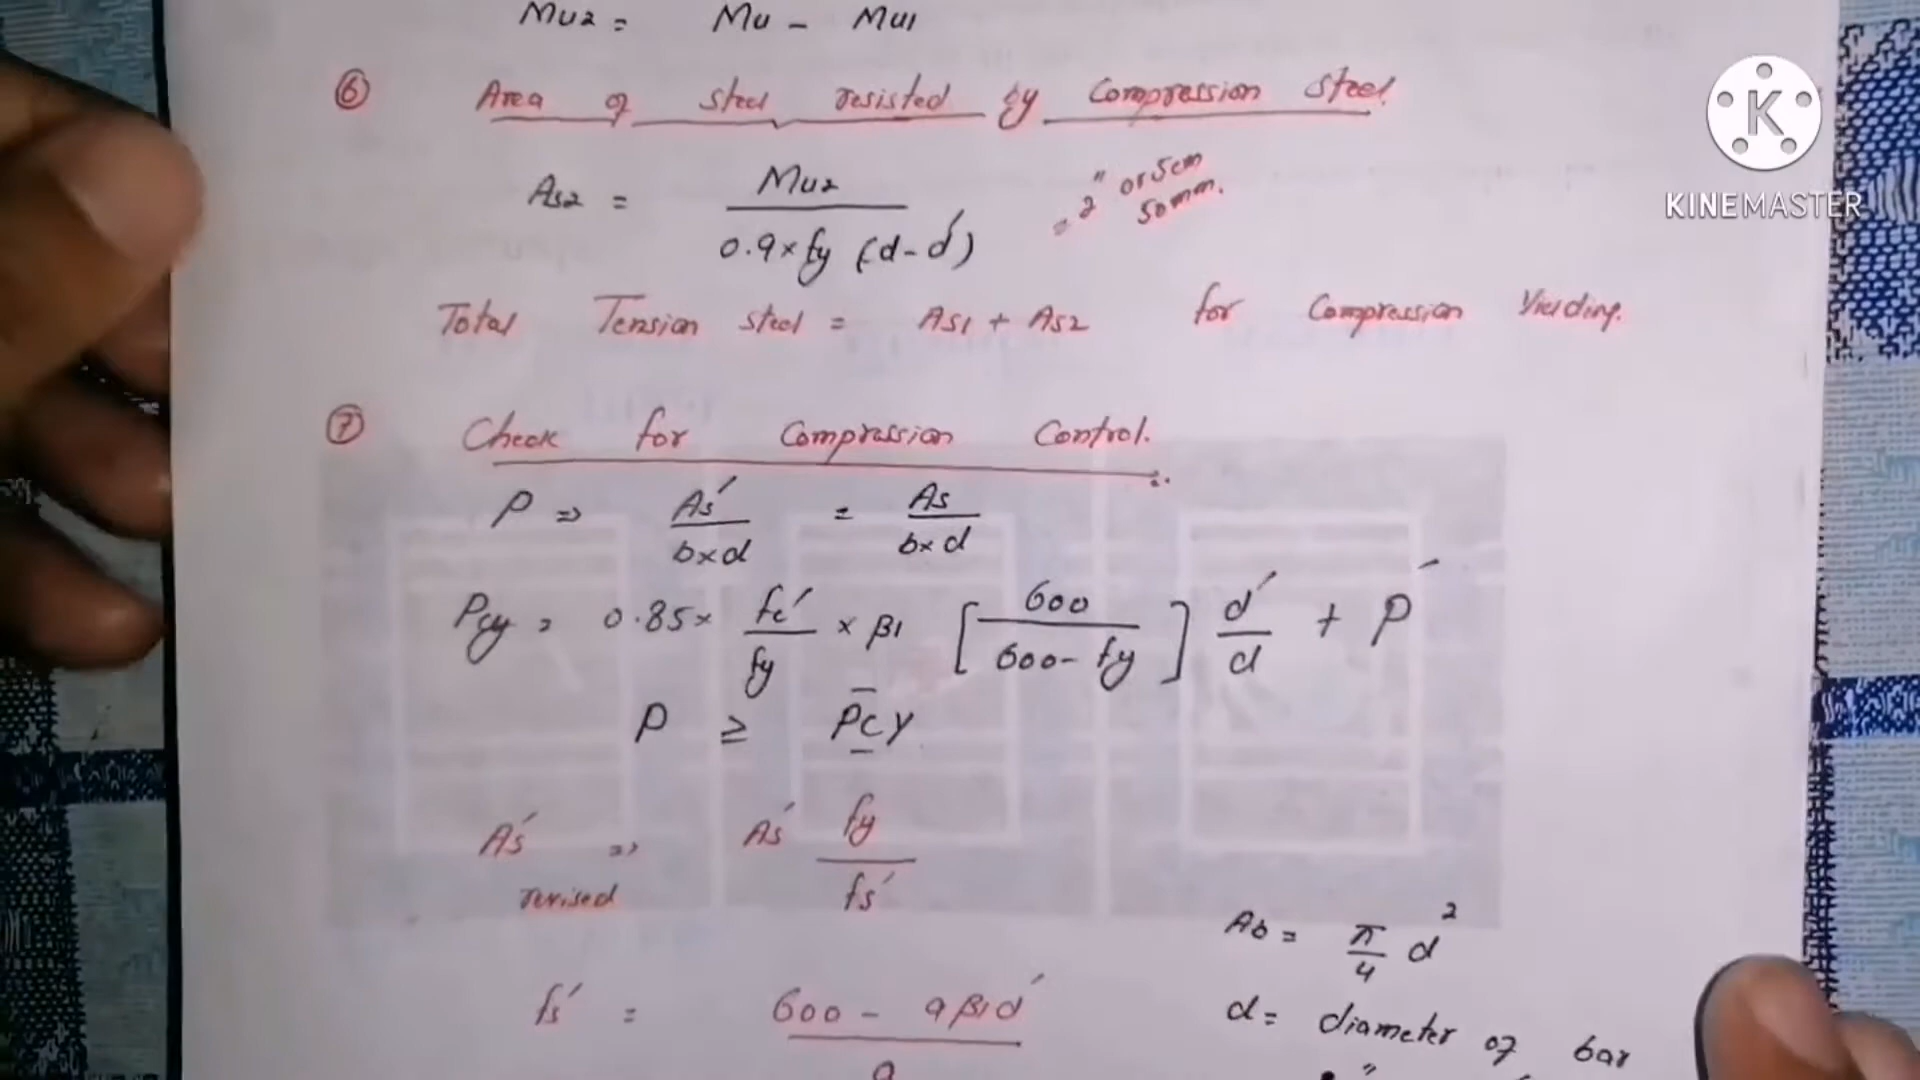 Mu2 = Mu - Mu1
⑥ Area of steel resisted by Compression steel.
As2 = Mu2 / 0.9 × fy (d - d')
= 2" or 5cm
50mm.
Total Tension steel = As1 + As2 for Compression Yielding.
⑦ Check for Compression Control.
P ⇒ As' / b×d = As / b×d
Pcy = 0.85 × fc' / fy × β1 [600 / 600 - fy] d' / d + P'
P ≥ P̅c̲y
As' revised ⇒ As' fy / fs'
fs' = 600 - a β1 d' / a
Ab = π/4 d²
d = diameter of bar
K
KINEMASTER